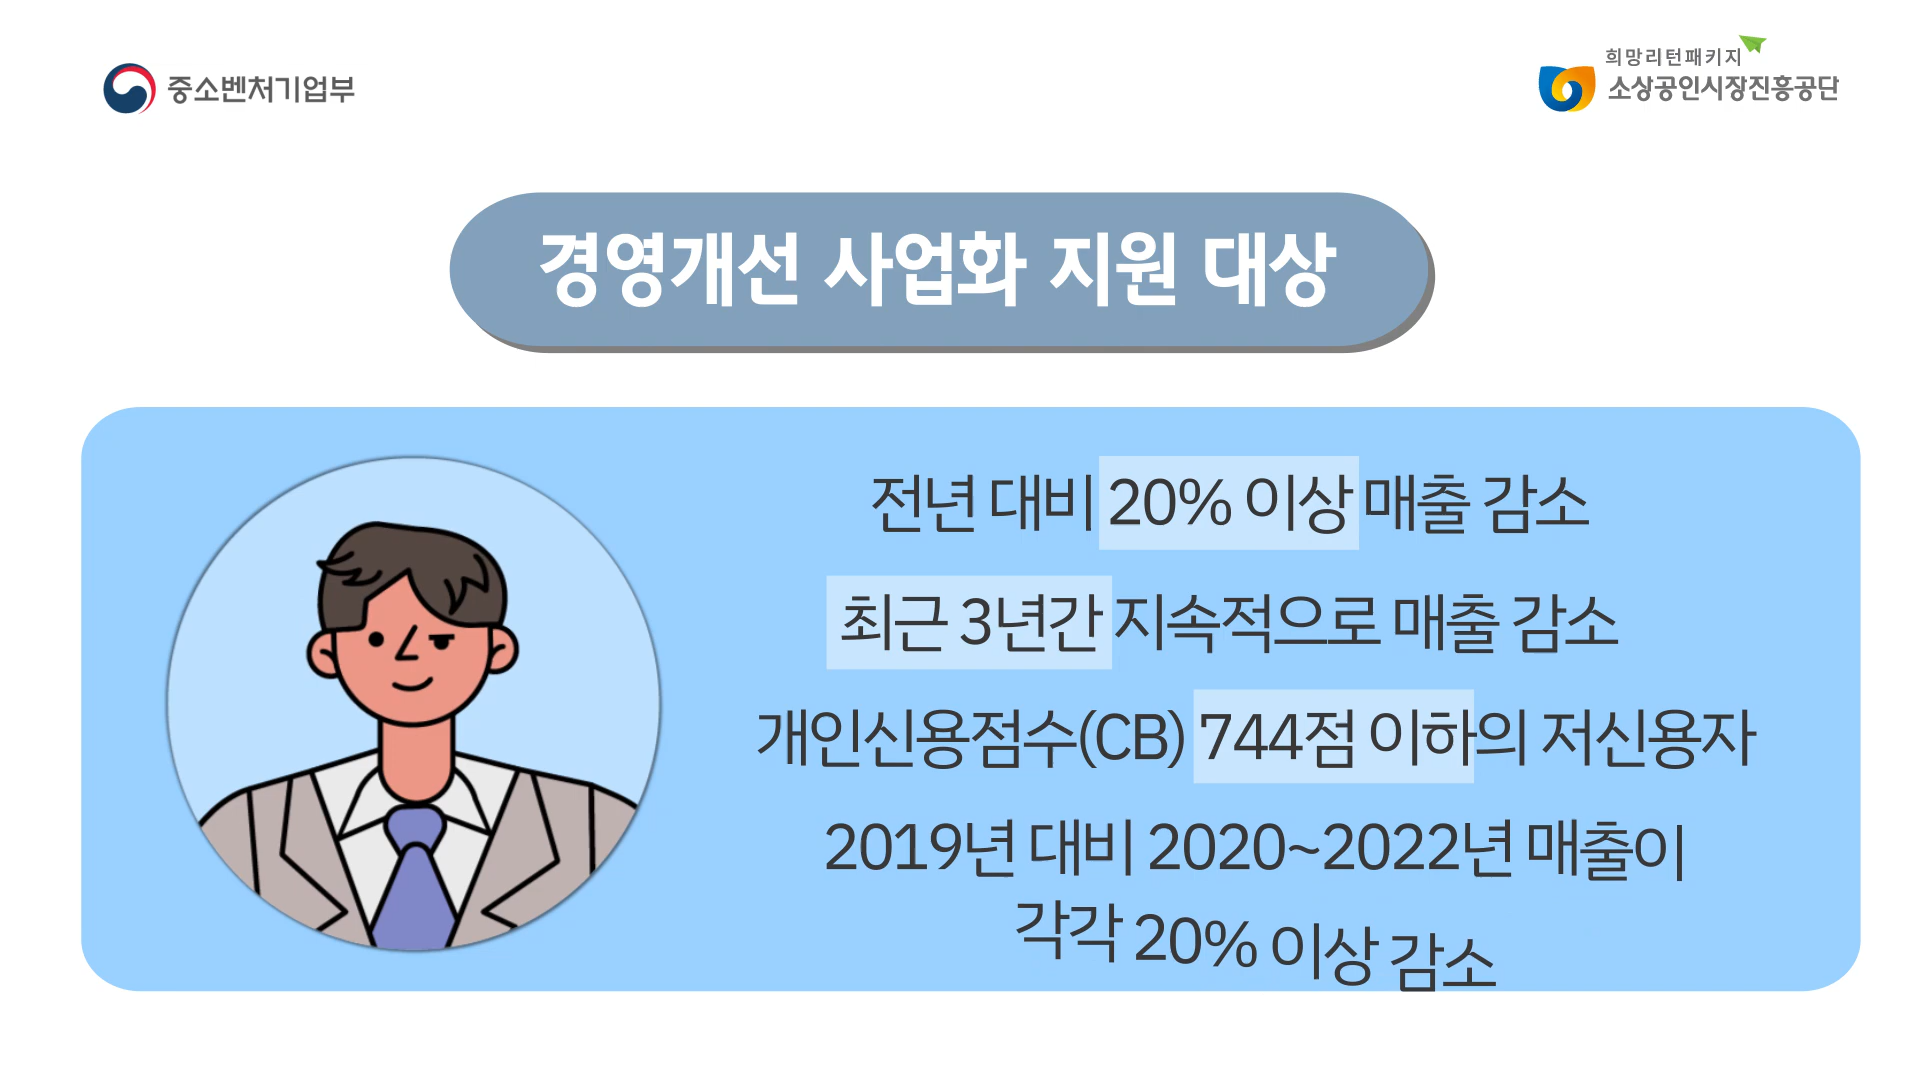 중소벤처기업부
희망리턴패키지
소상공인시장진흥공단
경영개선 사업화 지원 대상
전년 대비 20% 이상 매출 감소
최근 3년간 지속적으로 매출 감소
개인신용점수(CB) 744점 이하의 저신용자
2019년 대비 2020~2022년 매출이
각각 20% 이상 감소